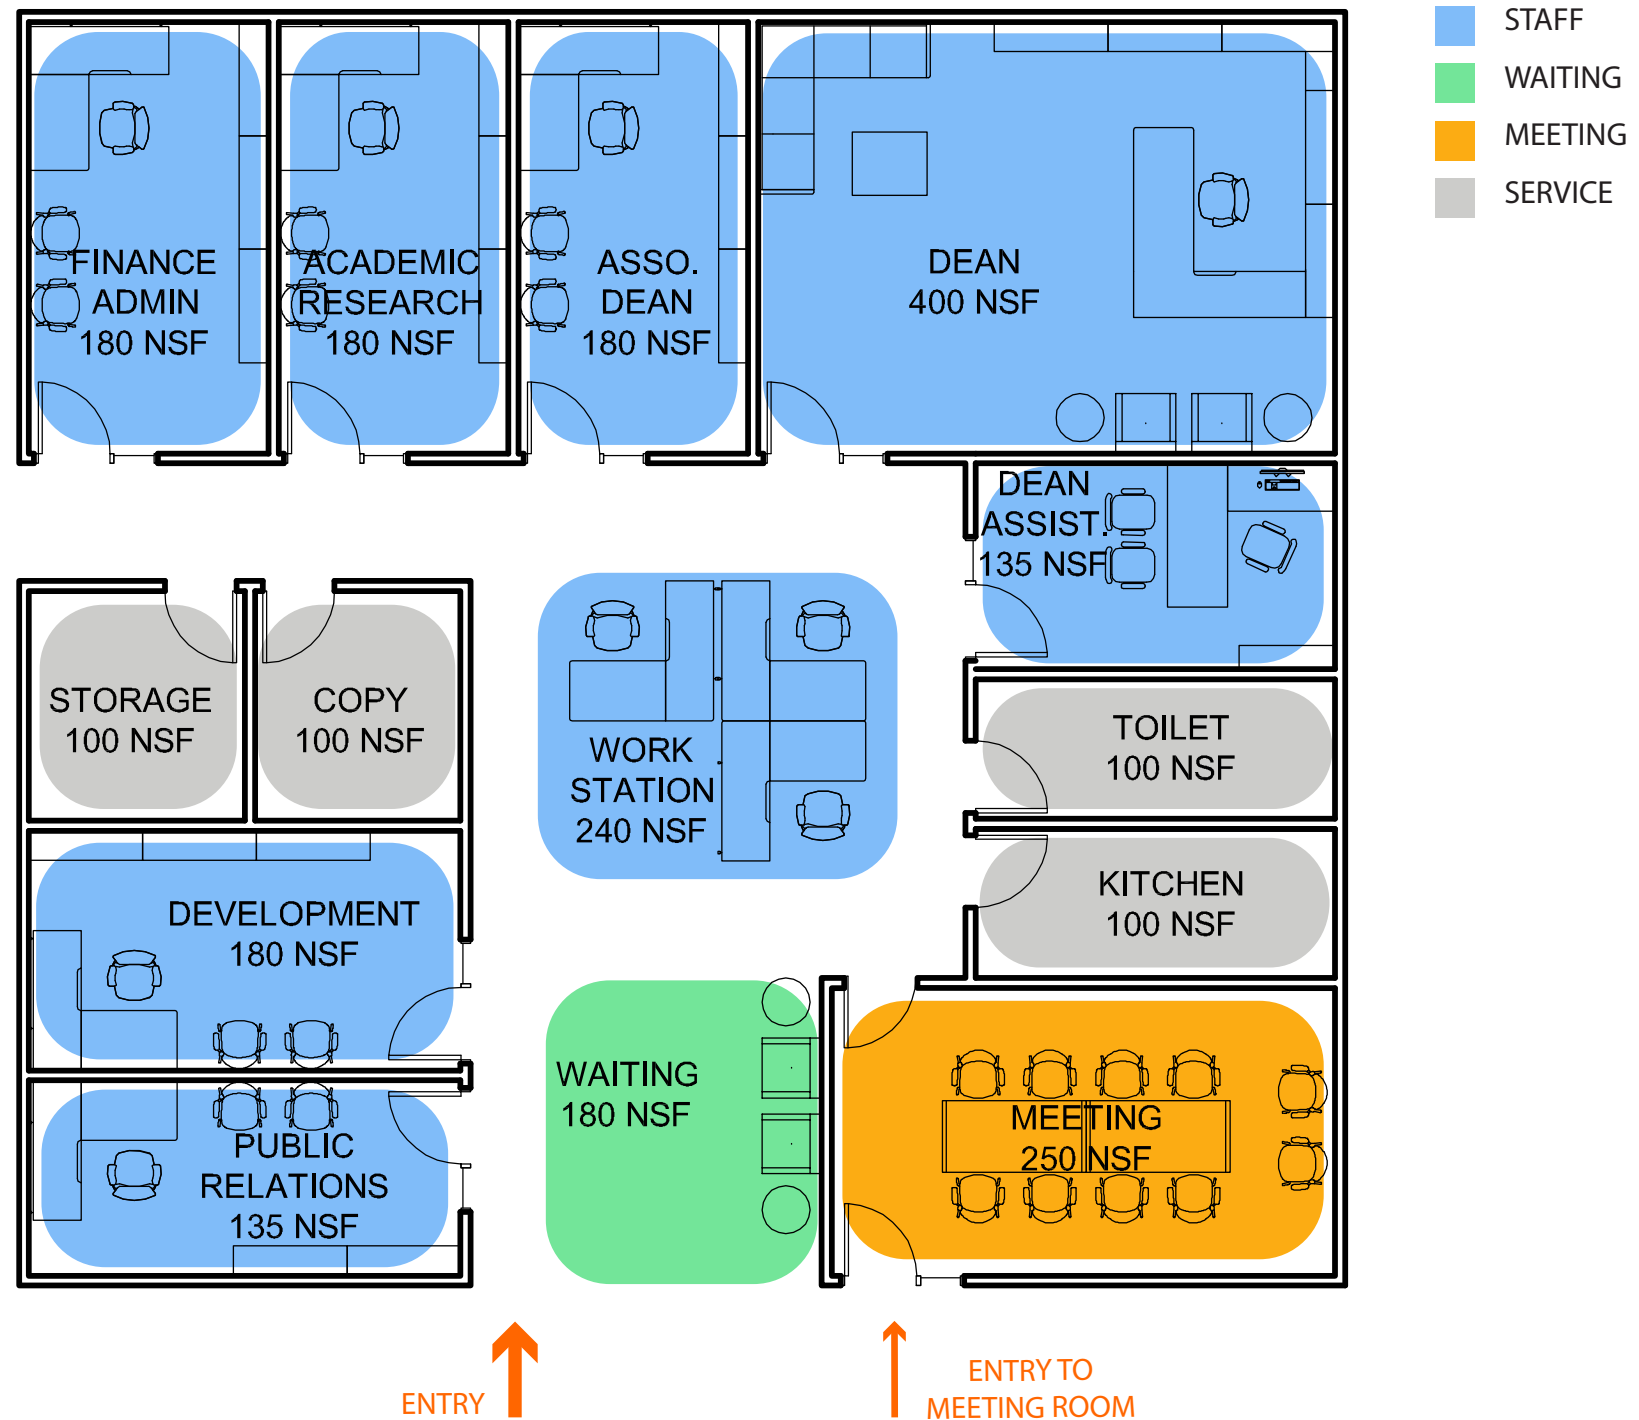 STAFF
WAITING
MEETING
SERVICE
FINANCE
ADMIN
180 NSF
ACADEMIC
RESEARCH
180 NSF
ASSO.
DEAN
180 NSF
DEAN
400 NSF
DEAN
ASSIST.
135 NSF
STORAGE
100 NSF
COPY
100 NSF
WORK
STATION
240 NSF
TOILET
100 NSF
KITCHEN
100 NSF
DEVELOPMENT
180 NSF
PUBLIC
RELATIONS
135 NSF
WAITING
180 NSF
MEETING
250 NSF
ENTRY
ENTRY TO
MEETING ROOM